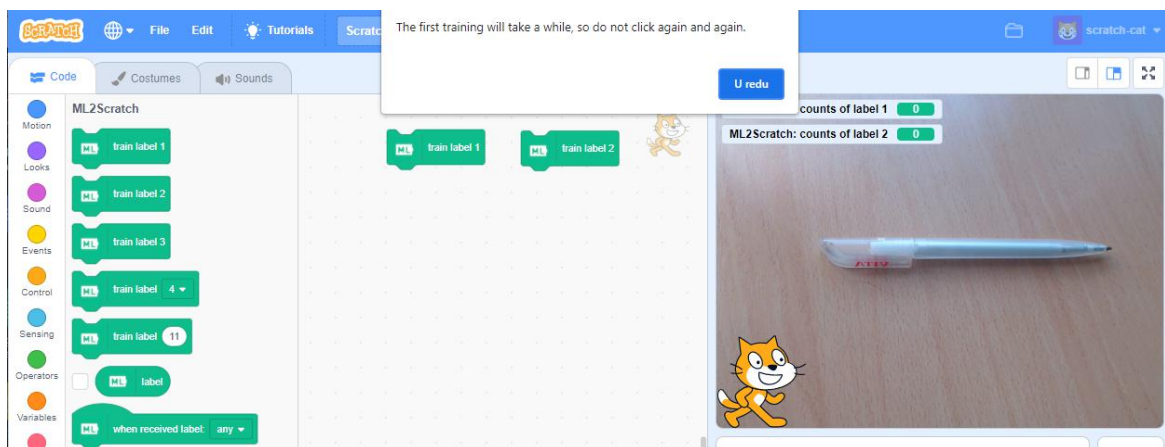 SCRATCH
File
Edit
Tutorials
Scratc
The first training will take a while, so do not click again and again.
U redu
scratch-cat
Code
Costumes
Sounds
Motion
Looks
Sound
Events
Control
Sensing
Operators
Variables
ML2Scratch
ML train label 1
ML train label 2
ML train label 3
ML train label 4
ML train label 11
ML label
ML when received label: any
ML train label 1
ML train label 2
counts of label 1 0
ML2Scratch: counts of label 2 0